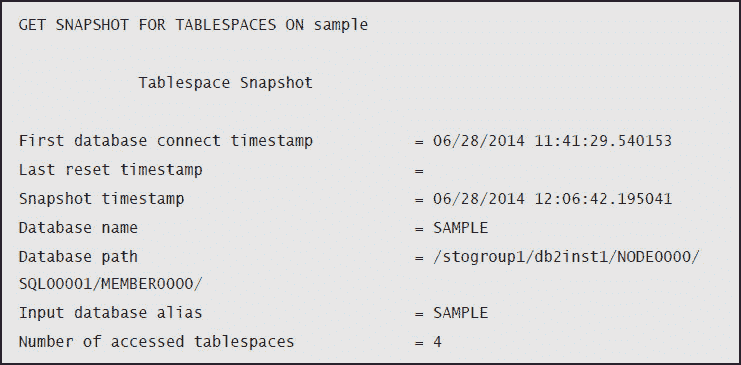 GET SNAPSHOT FOR TABLESPACES ON sample
Tablespace Snapshot
First database connect timestamp = 06/28/2014 11:41:29.540153
Last reset timestamp =
Snapshot timestamp = 06/28/2014 12:06:42.195041
Database name = SAMPLE
Database path = /stogroup1/db2inst1/NODE0000/
SQL00001/MEMBER0000/
Input database alias = SAMPLE
Number of accessed tablespaces = 4